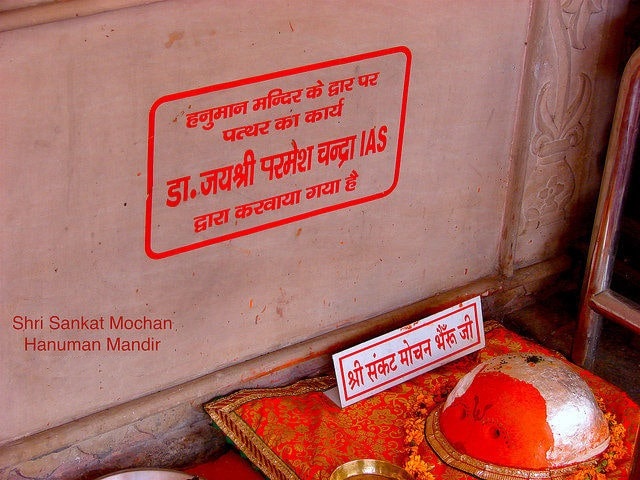 हनुमान मन्दिर के द्वार पर
पत्थर का कार्य
डा. जयश्री परमेश चन्द्रा IAS
द्वारा करवाया गया है
Shri Sankat Mochan
Hanuman Mandir
श्री संकट मोचन भैरूँ जी